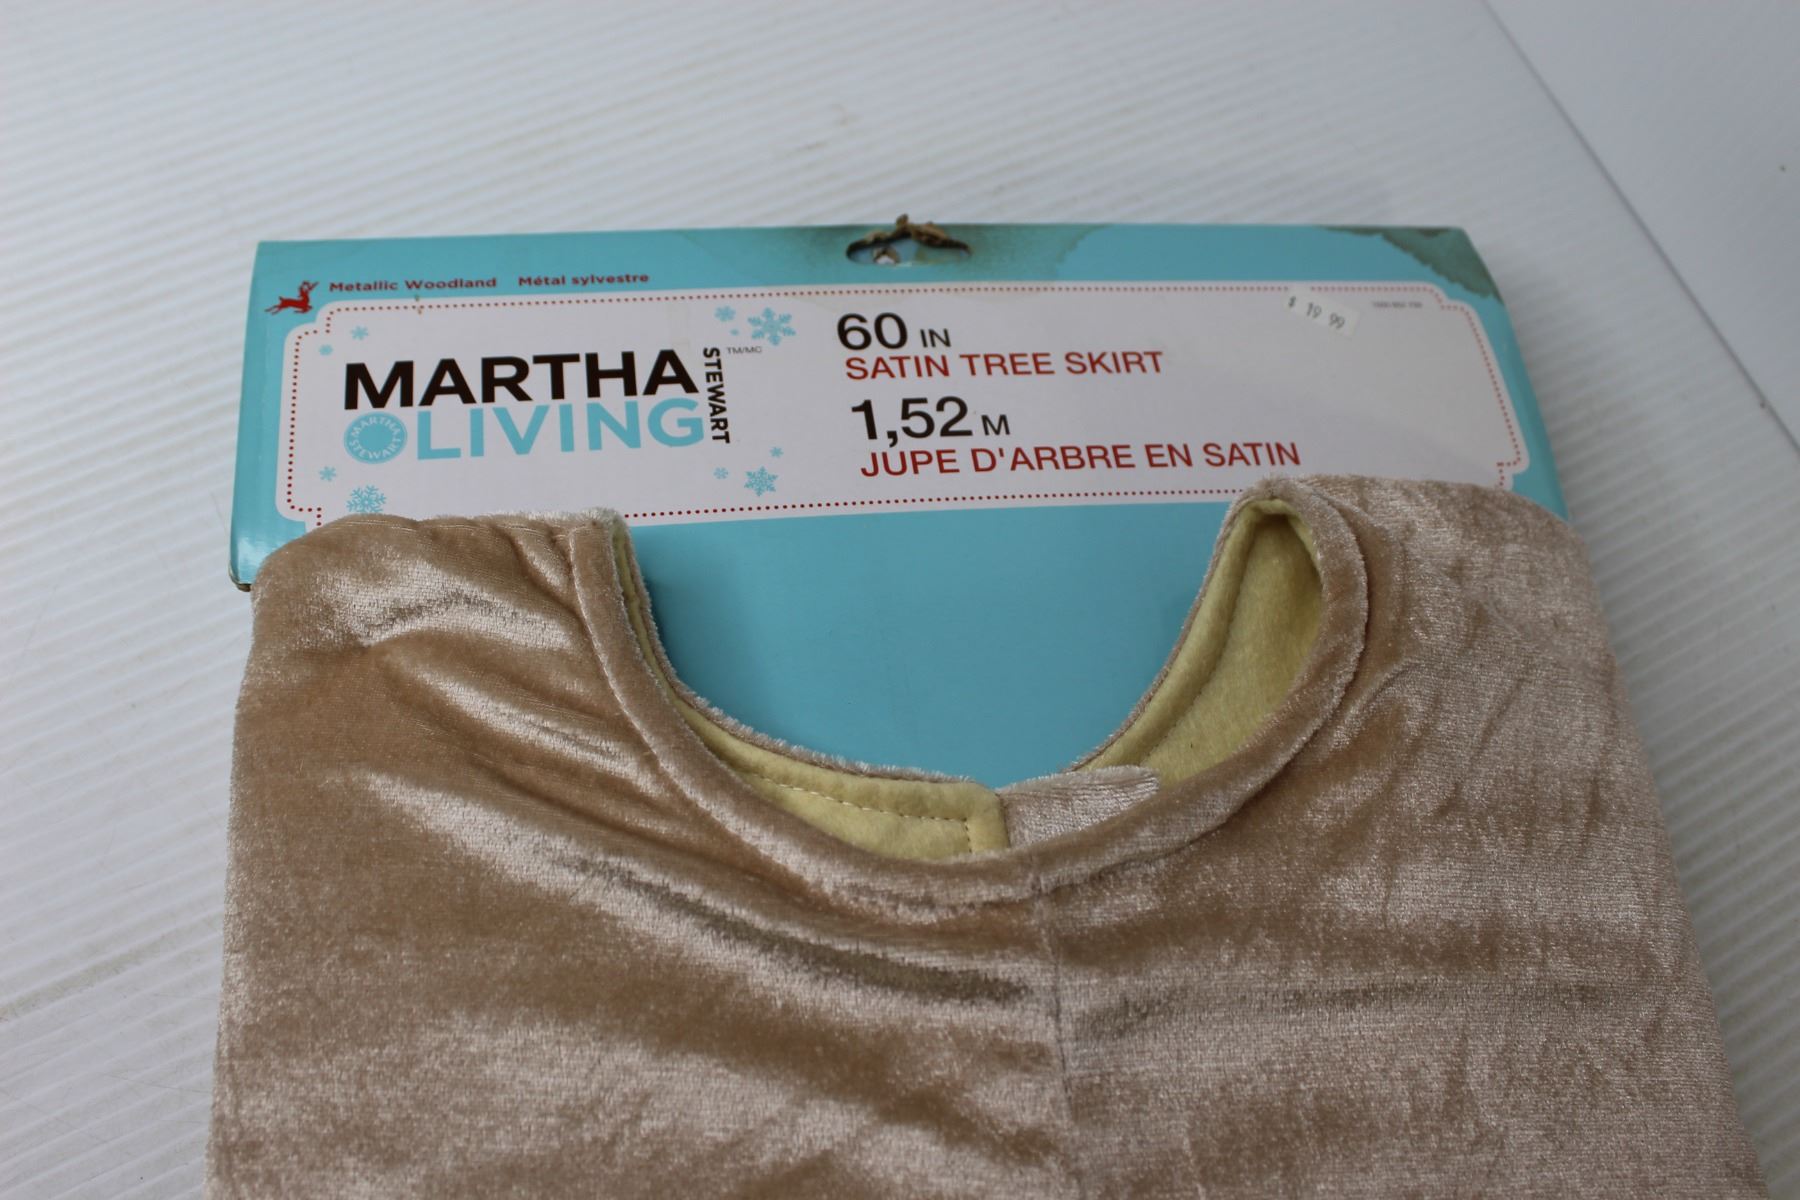 Metallic Woodland Métal sylvestre
MARTHA
STEWART
LIVING
TM/MC
MARTHA
STEWART
60 IN
SATIN TREE SKIRT
1,52 M
JUPE D'ARBRE EN SATIN
$ 19 99